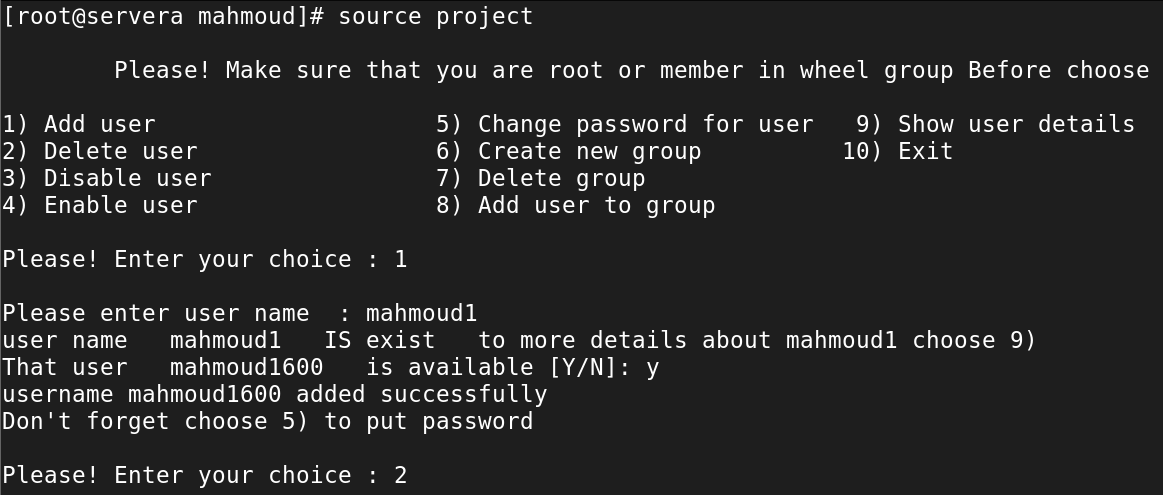 [root@servera mahmoud]# source project
Please! Make sure that you are root or member in wheel group Before choose
1) Add user 5) Change password for user 9) Show user details
2) Delete user 6) Create new group 10) Exit
3) Disable user 7) Delete group
4) Enable user 8) Add user to group
Please! Enter your choice : 1
Please enter user name  : mahmoud1
user name   mahmoud1   IS exist   to more details about mahmoud1 choose 9)
That user   mahmoud1600   is available [Y/N]: y
username mahmoud1600 added successfully
Don't forget choose 5) to put password
Please! Enter your choice : 2